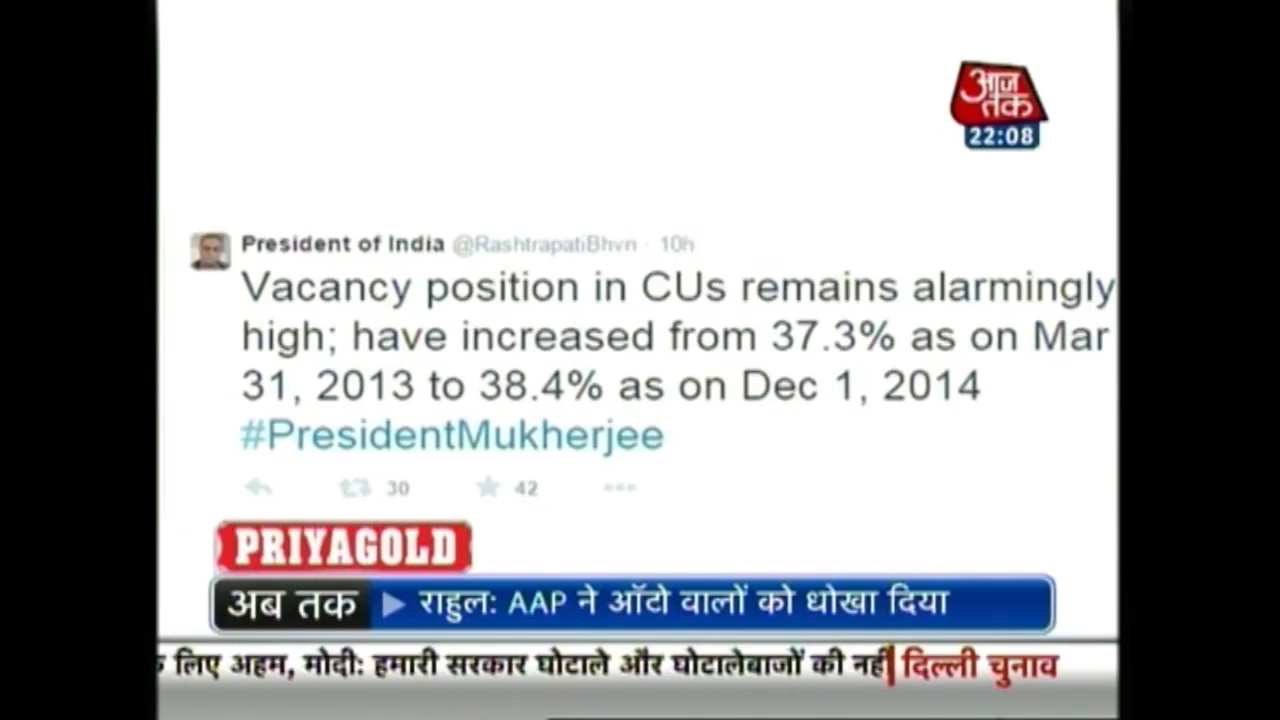 आज
तक
22:08
President of India @RashtrapatiBhvn · 10h
Vacancy position in CUs remains alarmingly
high; have increased from 37.3% as on Mar
31, 2013 to 38.4% as on Dec 1, 2014
#PresidentMukherjee
30 42
PRIYAGOLD
अब तक राहुल: AAP ने ऑटो वालों को धोखा दिया
लिए अहम, मोदी: हमारी सरकार घोटाले और घोटालेबाजों की नहीं दिल्ली चुनाव